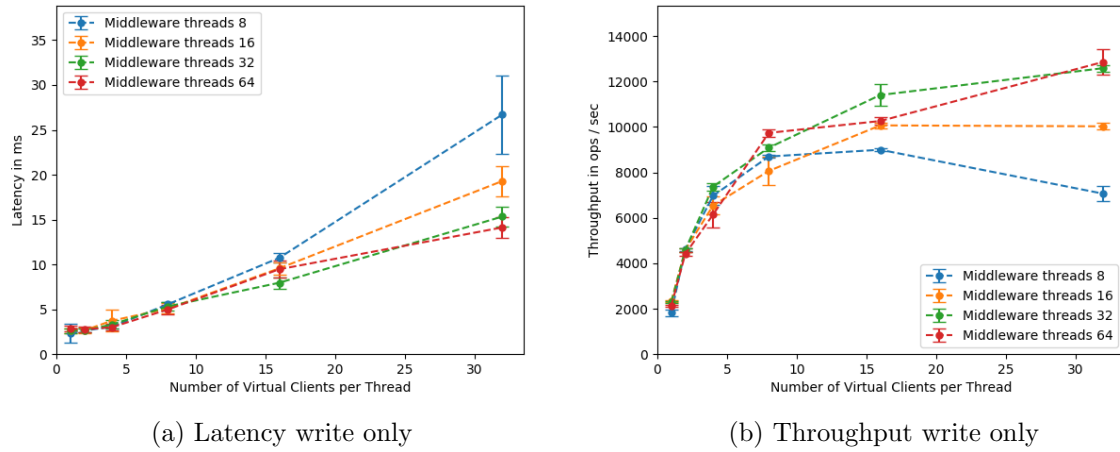 Latency in ms
35
30
25
20
15
10
5
0
Middleware threads 8
Middleware threads 16
Middleware threads 32
Middleware threads 64
0 5 10 15 20 25 30
Number of Virtual Clients per Thread
(a) Latency write only
Throughput in ops / sec
14000
12000
10000
8000
6000
4000
2000
0
Middleware threads 8
Middleware threads 16
Middleware threads 32
Middleware threads 64
0 5 10 15 20 25 30
Number of Virtual Clients per Thread
(b) Throughput write only